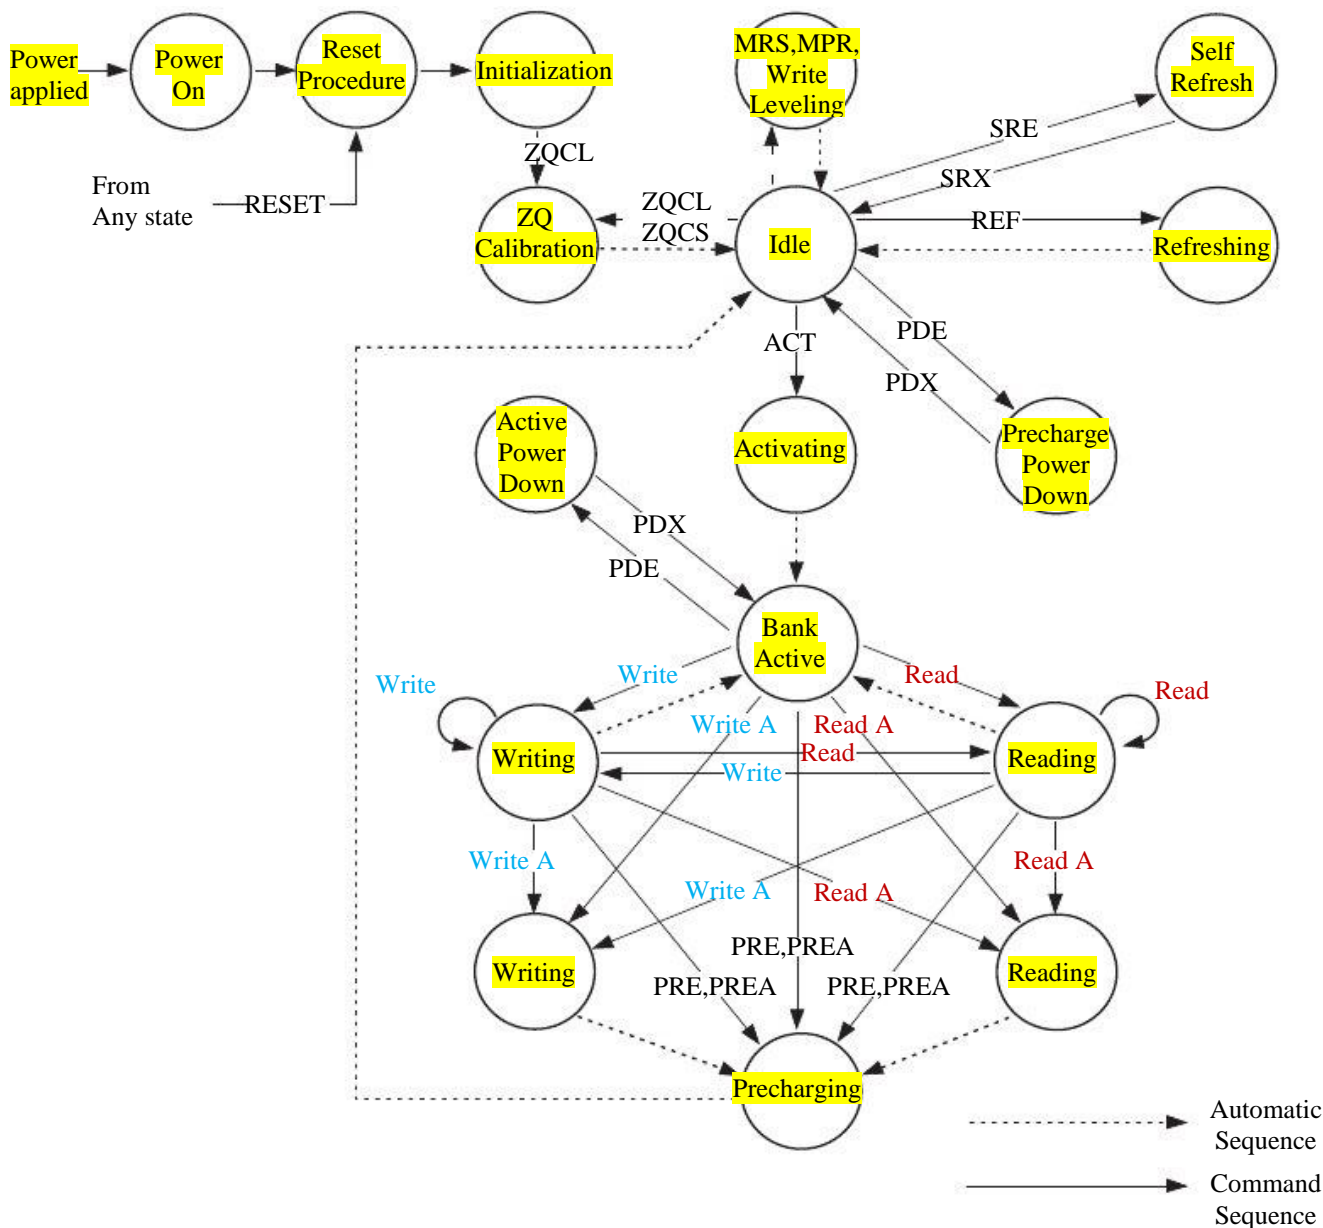 Power
applied
Power
On
Reset
Procedure
Initialization
MRS,MPR,
Write
Leveling
Self
Refresh
From
Any state
RESET
ZQCL
ZQ
Calibration
ZQCL
ZQCS
Idle
SRE
SRX
REF
Refreshing
ACT
PDE
PDX
Active
Power
Down
Activating
Precharge
Power
Down
PDX
PDE
Bank
Active
Write
Write
Read
Read
Write A
Read A
Writing
Read
Write
Reading
Write A
Write A
Read A
Read A
Writing
PRE,PREA
PRE,PREA
PRE,PREA
Reading
Precharging
Automatic
Sequence
Command
Sequence